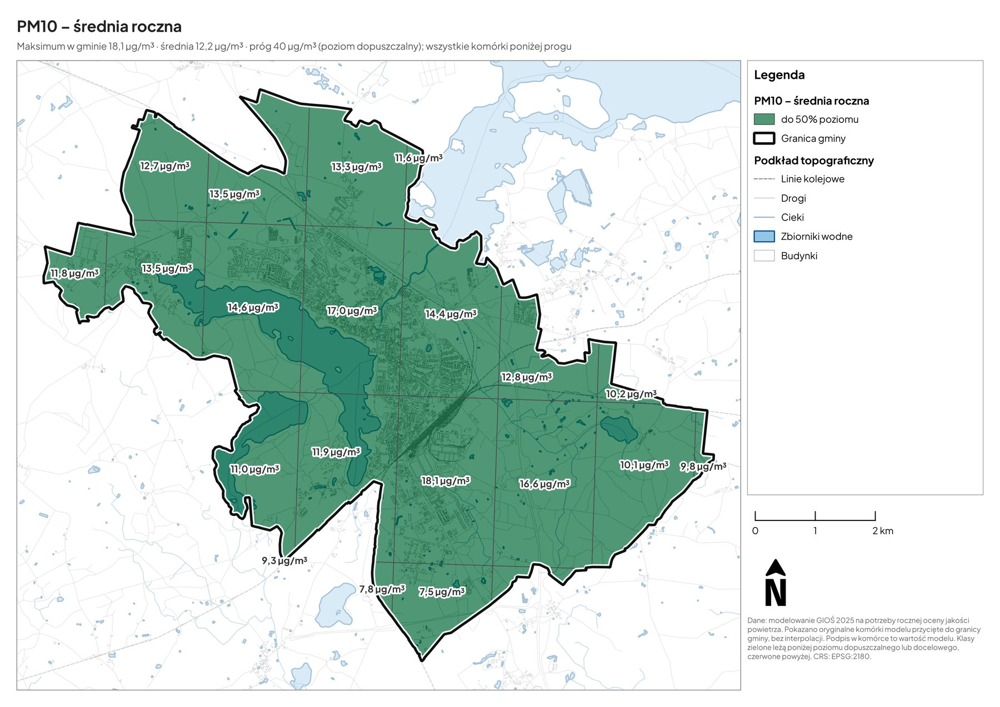 PM10 – średnia roczna
Maksimum w gminie 18,1 µg/m³ · średnia 12,2 µg/m³ · próg 40 µg/m³ (poziom dopuszczalny); wszystkie komórki poniżej progu
12,7 µg/m³
13,5 µg/m³
13,3 µg/m³
11,6 µg/m³
11,8 µg/m³
13,5 µg/m³
14,6 µg/m³
17,0 µg/m³
14,4 µg/m³
12,8 µg/m³
10,2 µg/m³
11,0 µg/m³
11,9 µg/m³
18,1 µg/m³
16,6 µg/m³
10,1 µg/m³
9,8 µg/m³
9,3 µg/m³
7,8 µg/m³
7,5 µg/m³
Legenda
PM10 – średnia roczna
do 50% poziomu
Granica gminy
Podkład topograficzny
Linie kolejowe
Drogi
Cieki
Zbiorniki wodne
Budynki
0 1 2 km
N
Dane: modelowanie GIOŚ 2025 na potrzeby rocznej oceny jakości
powietrza. Pokazano oryginalne komórki modelu przycięte do granicy
gminy, bez interpolacji. Podpis w komórce to wartość modelu. Klasy
zielone leżą poniżej poziomu dopuszczalnego lub docelowego,
czerwone powyżej. CRS: EPSG:2180.